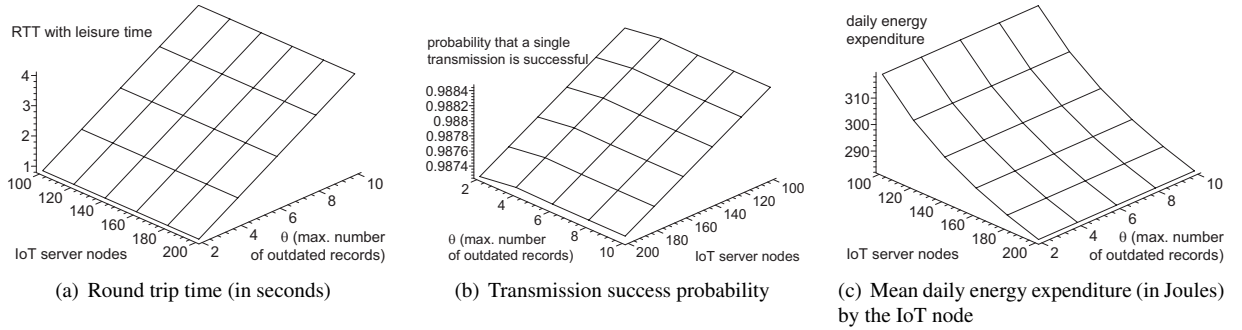 RTT with leisure time
4
3
2
1
100
120
140
160
180
200
2
4
6
8
10
IoT server nodes
θ (max. number
of outdated records)
(a) Round trip time (in seconds)
probability that a single
transmission is successful
0.9884
0.9882
0.988
0.9878
0.9876
0.9874
2
4
6
8
10
200
180
160
140
120
100
θ (max. number
of outdated records)
IoT server nodes
(b) Transmission success probability
daily energy
expenditure
310
300
290
100
120
140
160
180
200
2
4
6
8
10
IoT server nodes
θ (max. number
of outdated records)
(c) Mean daily energy expenditure (in Joules)
by the IoT node